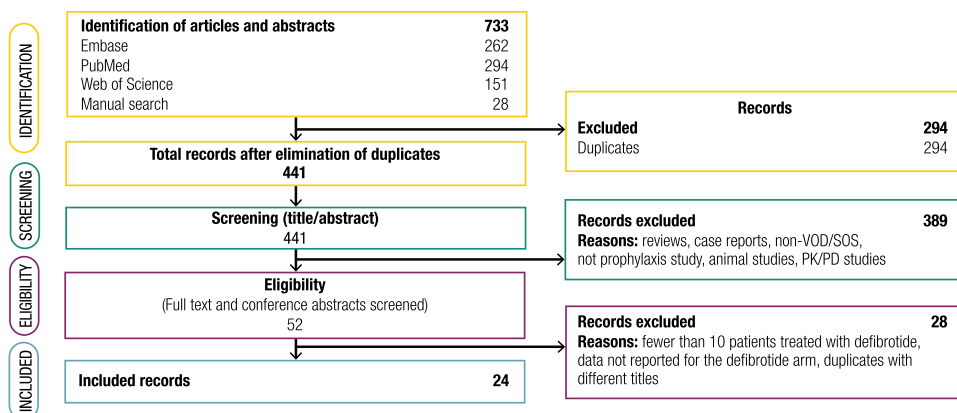 IDENTIFICATION
Identification of articles and abstracts 733
Embase 262
PubMed 294
Web of Science 151
Manual search 28
Records
Excluded 294
Duplicates 294
Total records after elimination of duplicates
441
SCREENING
Screening (title/abstract)
441
Records excluded 389
Reasons: reviews, case reports, non-VOD/SOS,
not prophylaxis study, animal studies, PK/PD studies
ELIGIBILITY
Eligibility
(Full text and conference abstracts screened)
52
Records excluded 28
Reasons: fewer than 10 patients treated with defibrotide,
data not reported for the defibrotide arm, duplicates with
different titles
INCLUDED
Included records 24